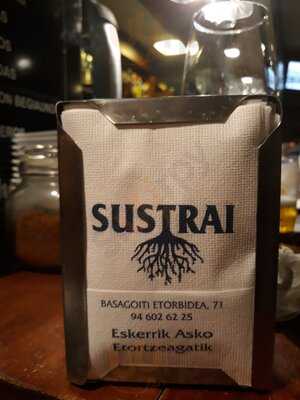 SUSTRAI
BASAGOITI ETORBIDEA, 71
94 602 62 25
Eskerrik Asko
Etortzeagatik